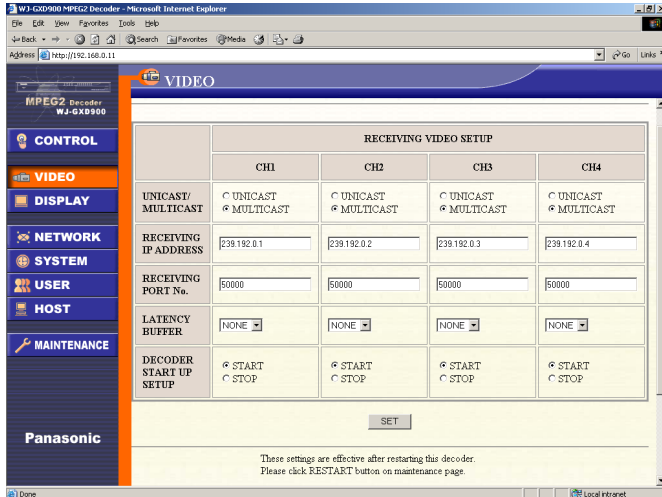 WJ-GXD900 MPEG2 Decoder - Microsoft Internet Explorer
File Edit View Favorites Tools Help
Back Search Favorites Media
Address http://192.168.0.11 Go Links
MPEG2 Decoder
WJ-GXD900
VIDEO
CONTROL
VIDEO
DISPLAY
NETWORK
SYSTEM
USER
HOST
MAINTENANCE
Panasonic
RECEIVING VIDEO SETUP
CH1 CH2 CH3 CH4
UNICAST/ MULTICAST
UNICAST UNICAST UNICAST UNICAST
MULTICAST MULTICAST MULTICAST MULTICAST
RECEIVING IP ADDRESS
239.192.0.1 239.192.0.2 239.192.0.3 239.192.0.4
RECEIVING PORT No.
50000 50000 50000 50000
LATENCY BUFFER
NONE NONE NONE NONE
DECODER START UP SETUP
START START START START
STOP STOP STOP STOP
SET
These settings are effective after restarting this decoder.
Please click RESTART button on maintenance page.
Done Local intranet